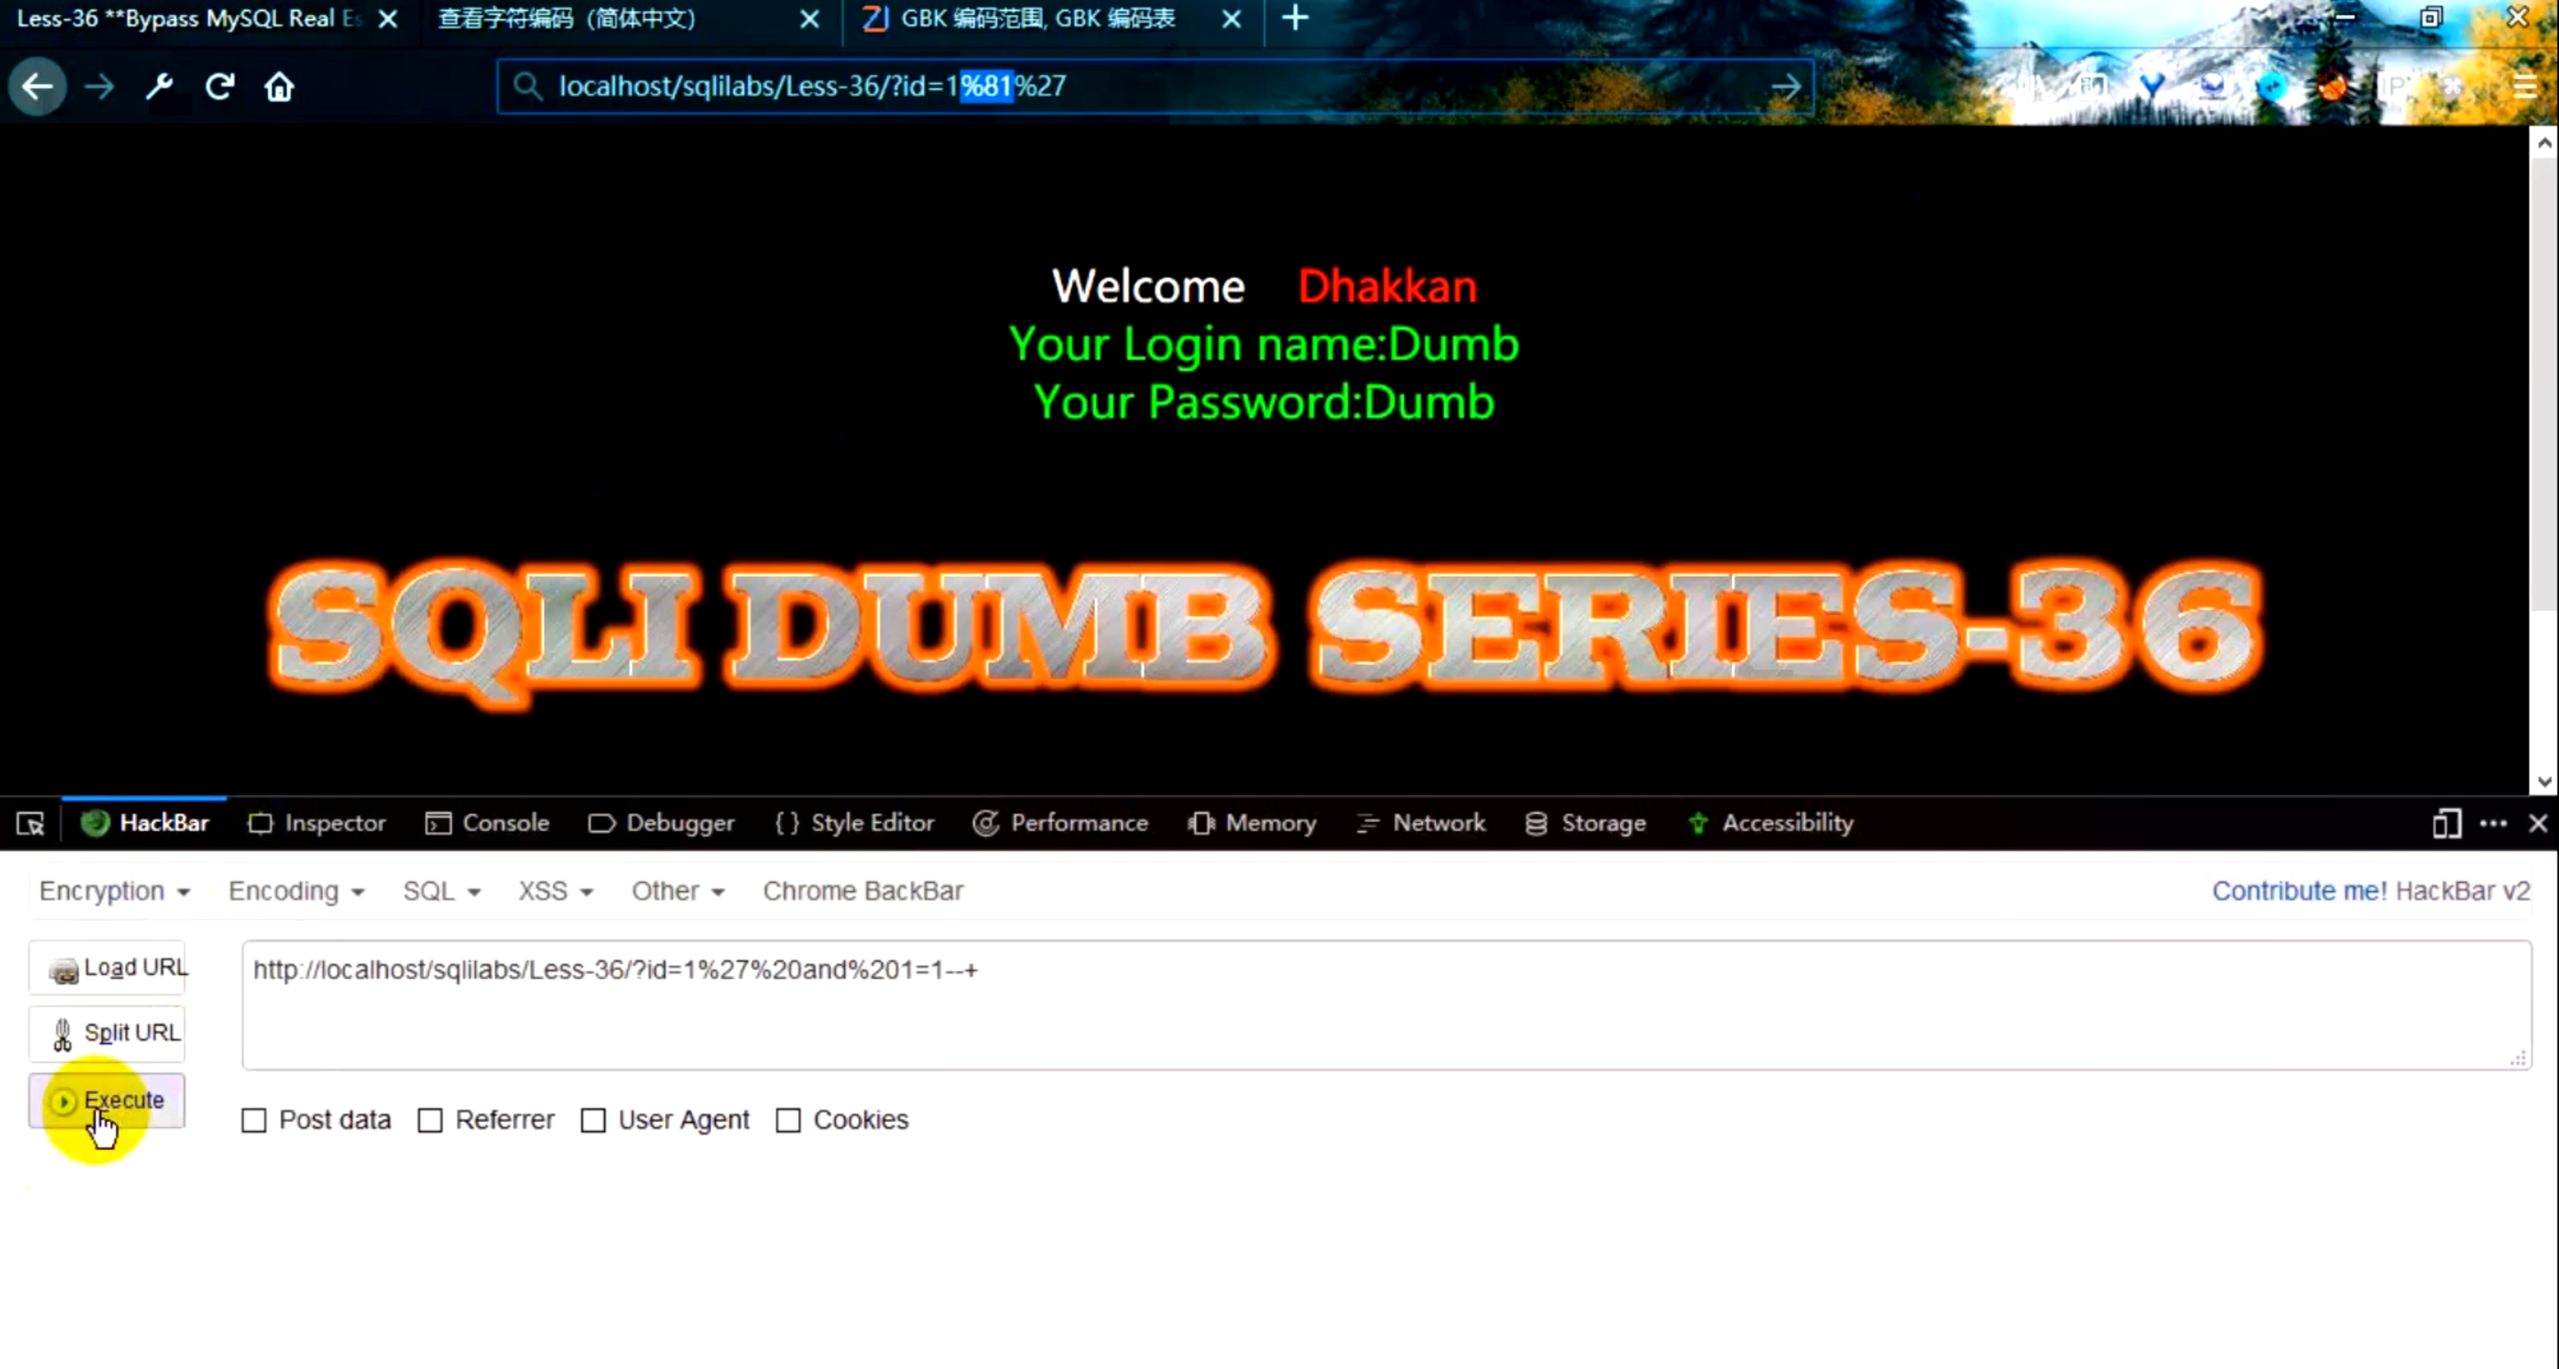 Less-36 **Bypass MySQL Real Es
查看字符编码（简体中文）
GBK 编码范围, GBK 编码表
localhost/sqlilabs/Less-36/?id=1%81%27
Welcome Dhakkan
Your Login name:Dumb
Your Password:Dumb
SQLI DUMB SERIES-36
HackBar Inspector Console Debugger {} Style Editor Performance Memory Network Storage Accessibility
Encryption Encoding SQL XSS Other Chrome BackBar Contribute me! HackBar v2
Load URL
http://localhost/sqlilabs/Less-36/?id=1%27%20and%201=1--+
Split URL
Execute
Post data Referrer User Agent Cookies